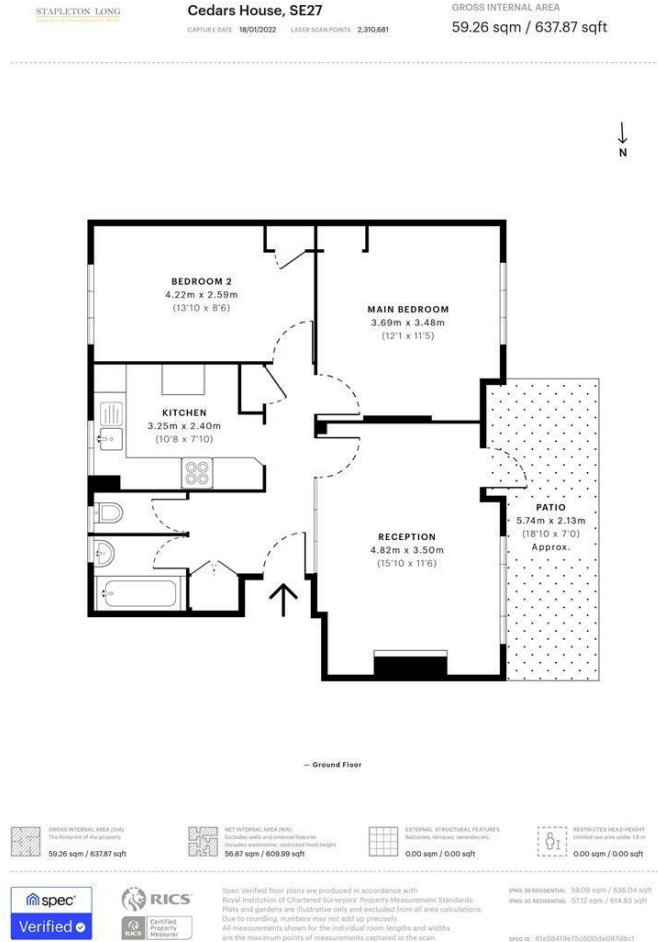 STAPLETON LONG
Cedars House, SE27
CAPTURE DATE 18/01/2022 LASER SCAN POINTS 2,310,681
GROSS INTERNAL AREA
59.26 sqm / 637.87 sqft
N
BEDROOM 2
4.22m x 2.59m
(13'10 x 8'6)
MAIN BEDROOM
3.69m x 3.48m
(12'1 x 11'5)
KITCHEN
3.25m x 2.40m
(10'8 x 7'10)
RECEPTION
4.82m x 3.50m
(15'10 x 11'6)
PATIO
5.74m x 2.13m
(18'10 x 7'0)
Approx.
— Ground Floor
GROSS INTERNAL AREA (GIA)
The footprint of the property
59.26 sqm / 637.87 sqft
NET INTERNAL AREA (NIA)
Excludes walls and external features
Includes washrooms, restricted head height
56.67 sqm / 609.99 sqft
EXTERNAL STRUCTURAL FEATURES
Balconies, terraces, verandas etc.
0.00 sqm / 0.00 sqft
RESTRICTED HEAD HEIGHT
Limited use area under 1.5 m
0.00 sqm / 0.00 sqft
spec
Verified
RICS
RICS
Certified
Property
Measurer
Spec Verified floor plans are produced in accordance with
Royal Institution of Chartered Surveyors' Property Measurement Standards.
Plots and gardens are illustrative only and excluded from all area calculations.
Due to rounding, numbers may not add up precisely.
All measurements shown for the individual room lengths and widths
are the maximum points of measurements captured in the scan.
IPMS 3B RESIDENTIAL 59.09 sqm / 636.04 sqft
IPMS 3C RESIDENTIAL 57.12 sqm / 614.83 sqft
SPEC ID